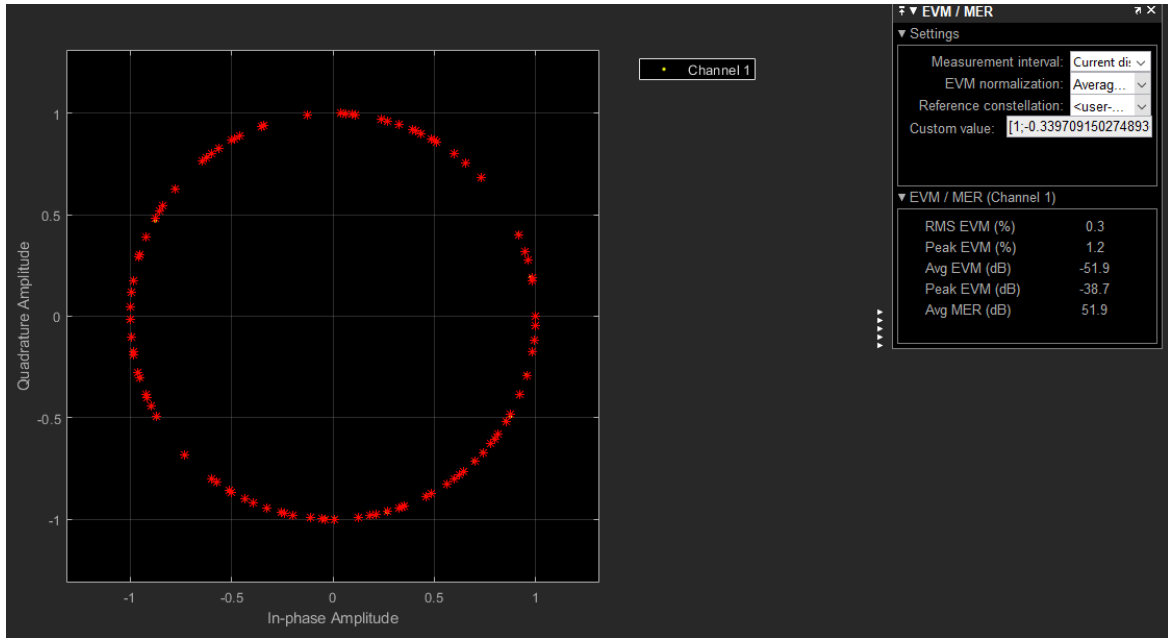 EVM / MER
Settings
Measurement interval: Current di
EVM normalization: Averag...
Reference constellation: <user-...
Custom value: [1;-0.339709150274893
EVM / MER (Channel 1)
RMS EVM (%) 0.3
Peak EVM (%) 1.2
Avg EVM (dB) -51.9
Peak EVM (dB) -38.7
Avg MER (dB) 51.9
Channel 1
Quadrature Amplitude
1
0.5
0
-0.5
-1
-1 -0.5 0 0.5 1
In-phase Amplitude